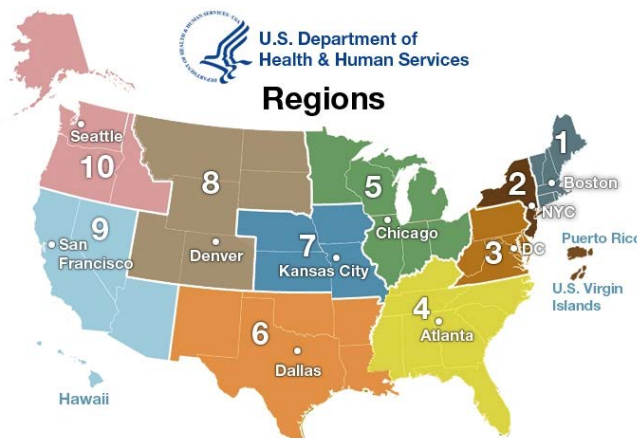 U.S. Department of
Health & Human Services
Regions
Seattle
10
8
5
1
2
Boston
NYC
9
San
Francisco
Denver
7
Kansas City
Chicago
3
DC
Puerto Rico
U.S. Virgin
Islands
6
Dallas
4
Atlanta
Hawaii